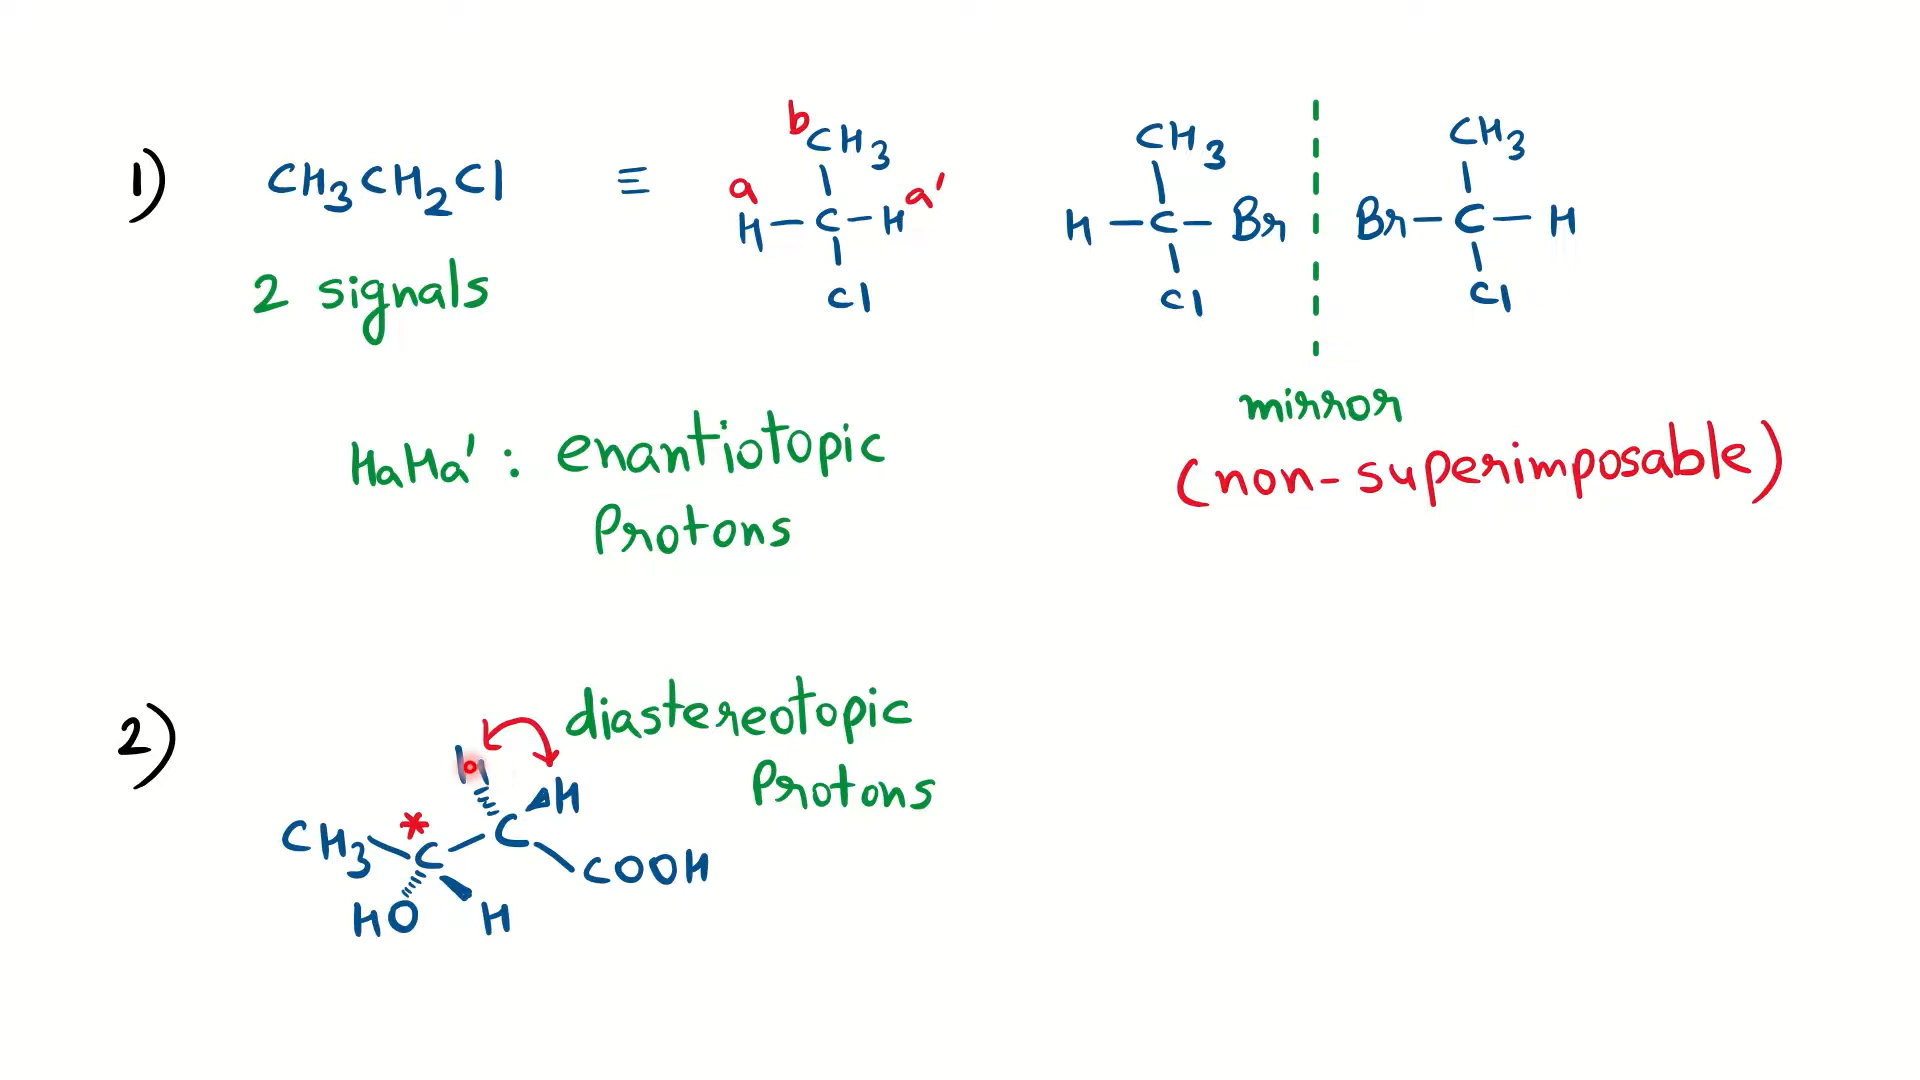 1) CH3CH2Cl ≡
bCH3
a H–C–H a'
Cl
CH3
H–C–Br
Cl
CH3
Br–C–H
Cl
2 signals
mirror
(non-superimposable)
HaHa' : enantiotopic
Protons
2)
diastereotopic
Protons
H
H
CH3 * C C COOH
HO H